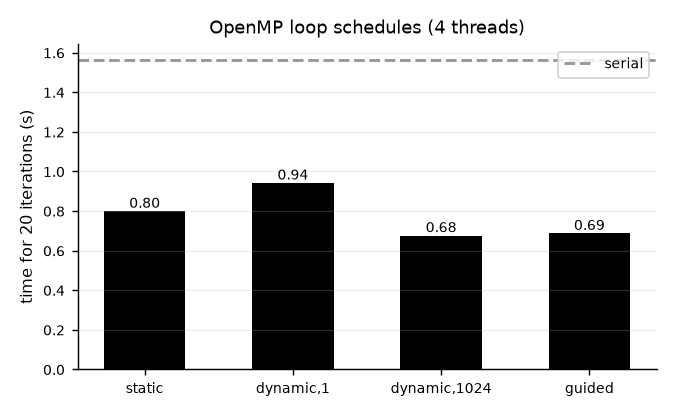 OpenMP loop schedules (4 threads)
time for 20 iterations (s)
1.6
1.4
1.2
1.0
0.8
0.6
0.4
0.2
0.0
serial
0.80
0.94
0.68
0.69
static
dynamic,1
dynamic,1024
guided